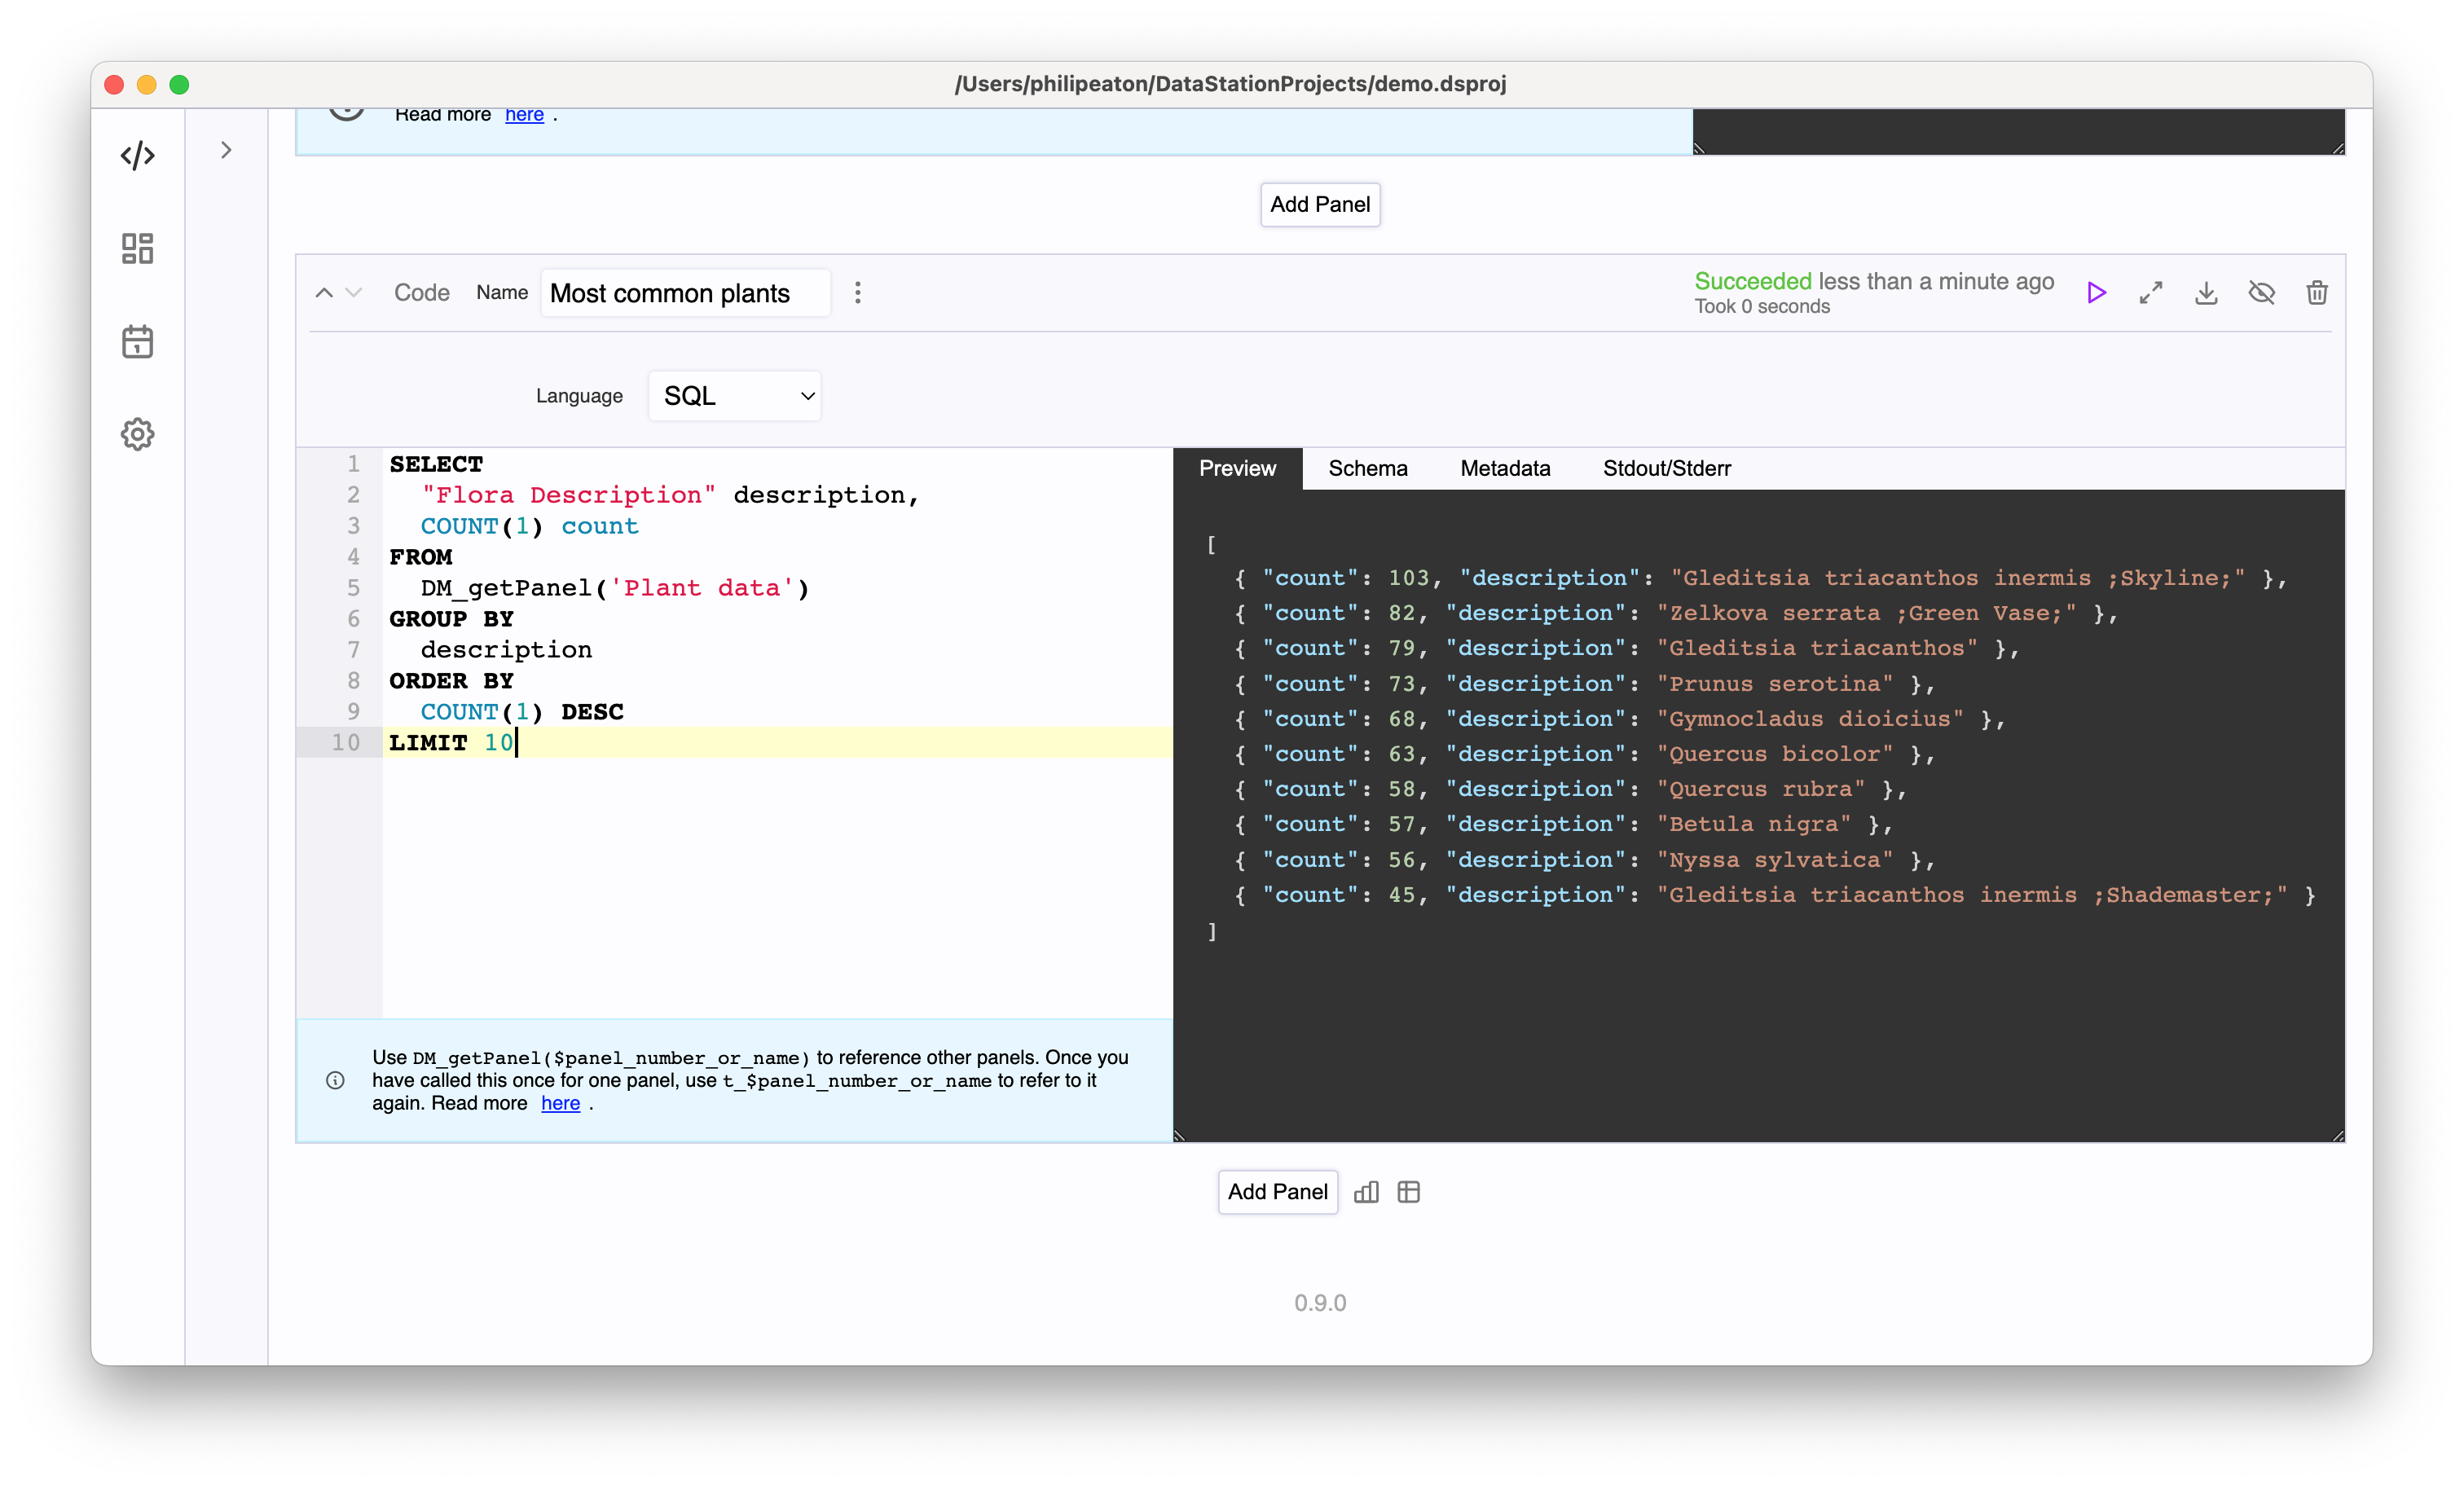 /Users/philipeaton/DataStationProjects/demo.dsproj
Read more here .
Add Panel
Code Name Most common plants
Succeeded less than a minute ago
Took 0 seconds
Language SQL
1 SELECT
2 "Flora Description" description,
3 COUNT(1) count
4 FROM
5 DM_getPanel('Plant data')
6 GROUP BY
7 description
8 ORDER BY
9 COUNT(1) DESC
10 LIMIT 10
Use DM_getPanel($panel_number_or_name) to reference other panels. Once you
have called this once for one panel, use t_$panel_number_or_name to refer to it
again. Read more here .
Preview Schema Metadata Stdout/Stderr
[
{ "count": 103, "description": "Gleditsia triacanthos inermis ;Skyline;" },
{ "count": 82, "description": "Zelkova serrata ;Green Vase;" },
{ "count": 79, "description": "Gleditsia triacanthos" },
{ "count": 73, "description": "Prunus serotina" },
{ "count": 68, "description": "Gymnocladus dioicius" },
{ "count": 63, "description": "Quercus bicolor" },
{ "count": 58, "description": "Quercus rubra" },
{ "count": 57, "description": "Betula nigra" },
{ "count": 56, "description": "Nyssa sylvatica" },
{ "count": 45, "description": "Gleditsia triacanthos inermis ;Shademaster;" }
]
Add Panel
0.9.0